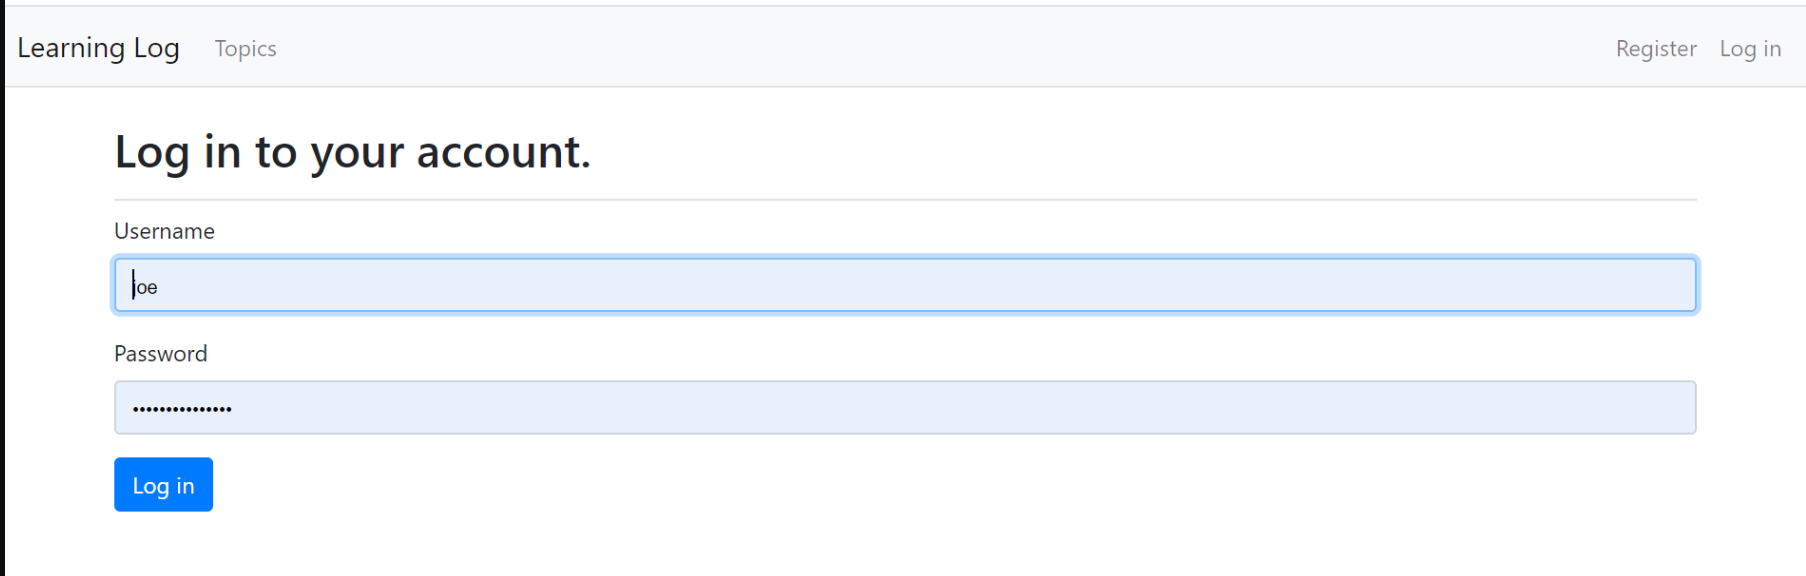 Learning Log Topics Register Log in
Log in to your account.
Username
joe
Password
•••••••••••••••
Log in